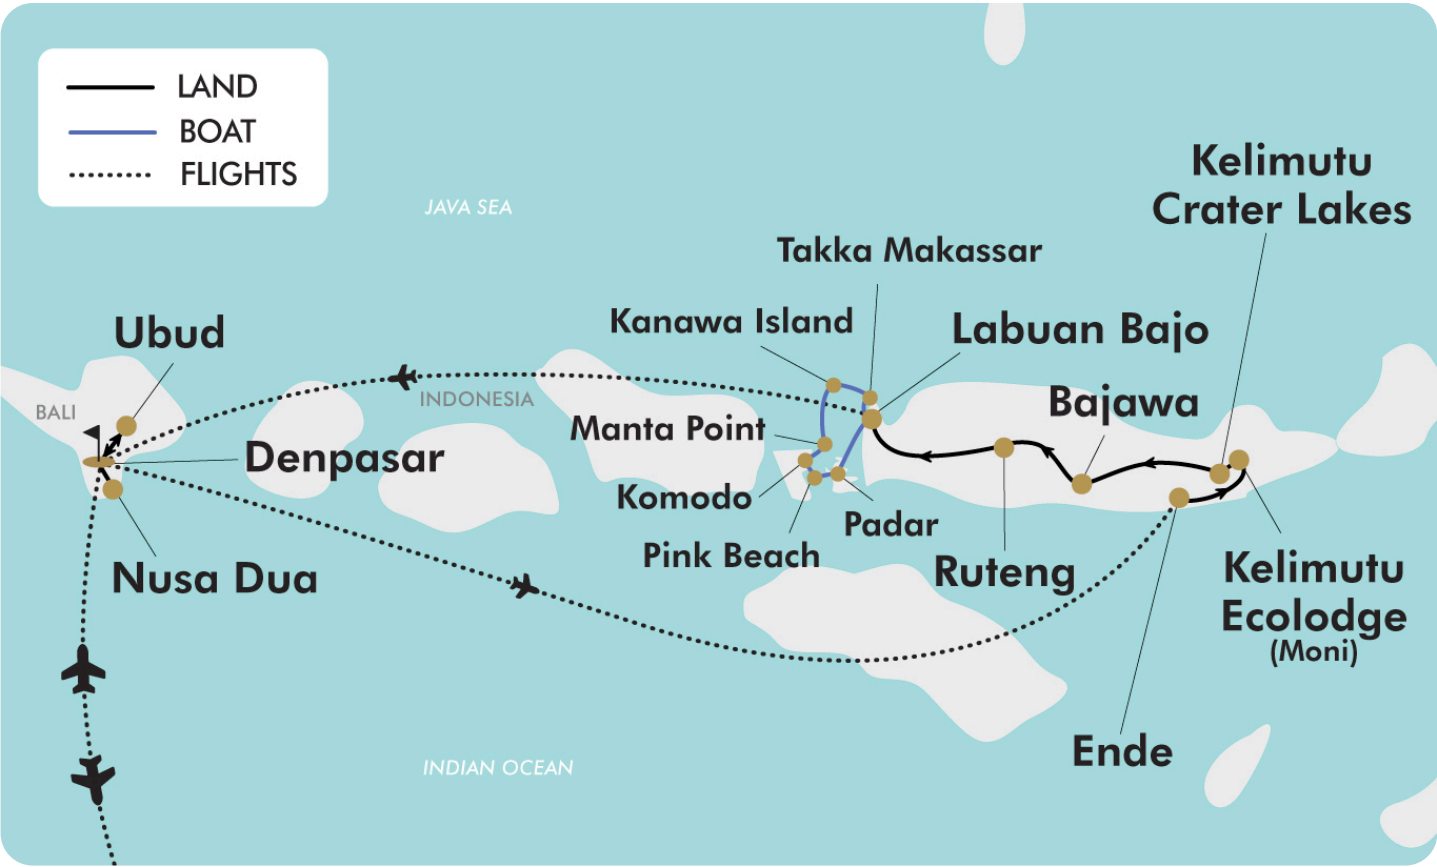 LAND
BOAT
FLIGHTS
JAVA SEA
Kelimutu
Crater Lakes
Takka Makassar
Kanawa Island
Labuan Bajo
Ubud
INDONESIA
BALI
Bajawa
Manta Point
Denpasar
Komodo
Padar
Pink Beach
Ruteng
Nusa Dua
Kelimutu
Ecolodge
(Moni)
Ende
INDIAN OCEAN